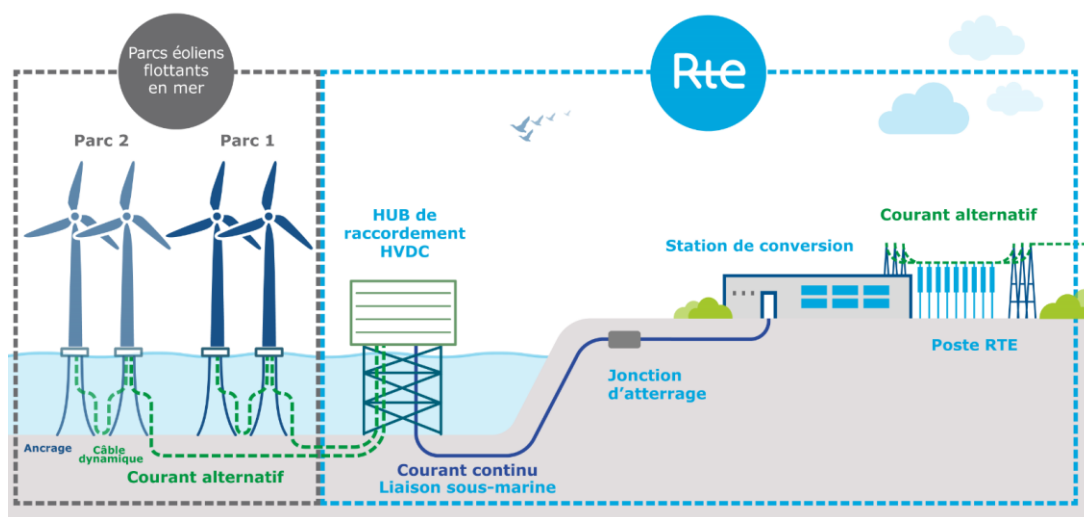 Parcs éoliens
flottants
en mer
Rte
Parc 2
Parc 1
HUB de
raccordement
HVDC
Station de conversion
Courant alternatif
Poste RTE
Jonction
d'atterrage
Ancrage
Câble
dynamique
Courant alternatif
Courant continu
Liaison sous-marine